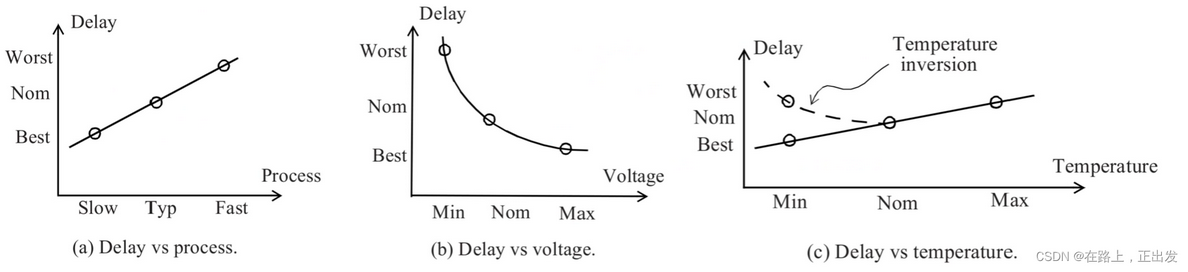 Delay
Worst
Nom
Best
Process
Slow Typ Fast
(a) Delay vs process.
Delay
Worst
Nom
Best
Voltage
Min Nom Max
(b) Delay vs voltage.
Delay
Temperature
inversion
Worst
Nom
Best
Temperature
Min Nom Max
(c) Delay vs temperature.
CSDN @在路上，正出发